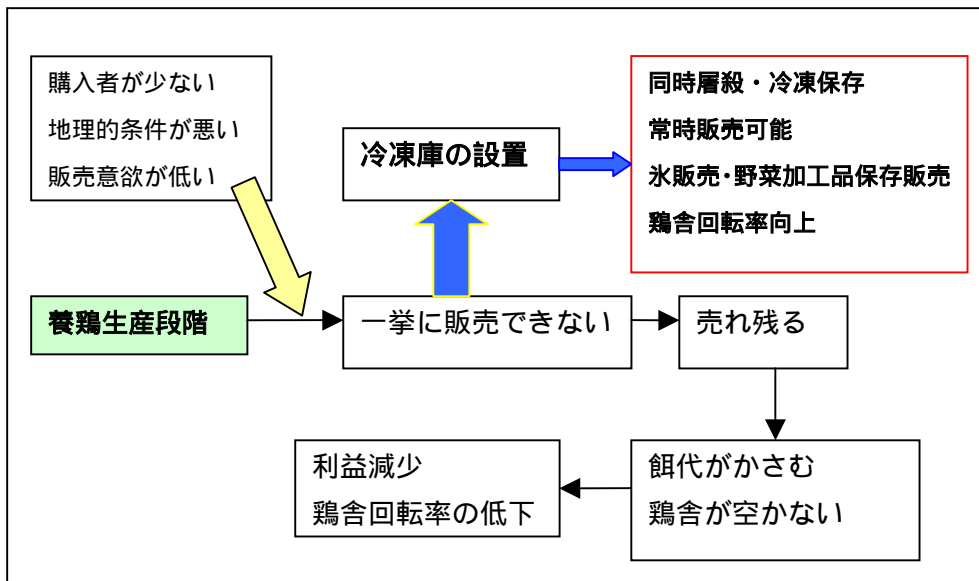 購入者が少ない
地理的条件が悪い
販売意欲が低い
冷凍庫の設置
同時屠殺・冷凍保存
常時販売可能
氷販売・野菜加工品保存販売
鶏舎回転率向上
養鶏生産段階
一挙に販売できない
売れ残る
利益減少
鶏舎回転率の低下
餌代がかさむ
鶏舎が空かない